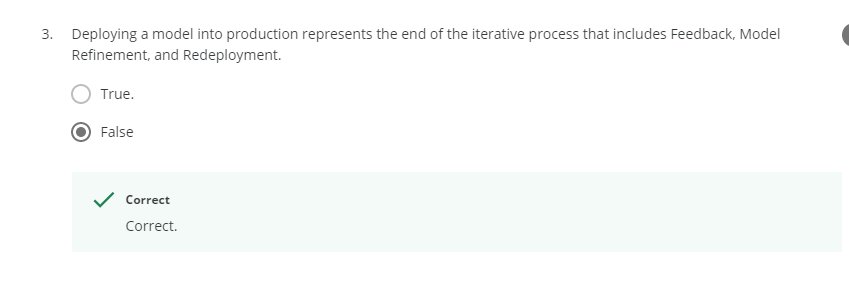 3. Deploying a model into production represents the end of the iterative process that includes Feedback, Model
Refinement, and Redeployment.
True.
False
Correct
Correct.